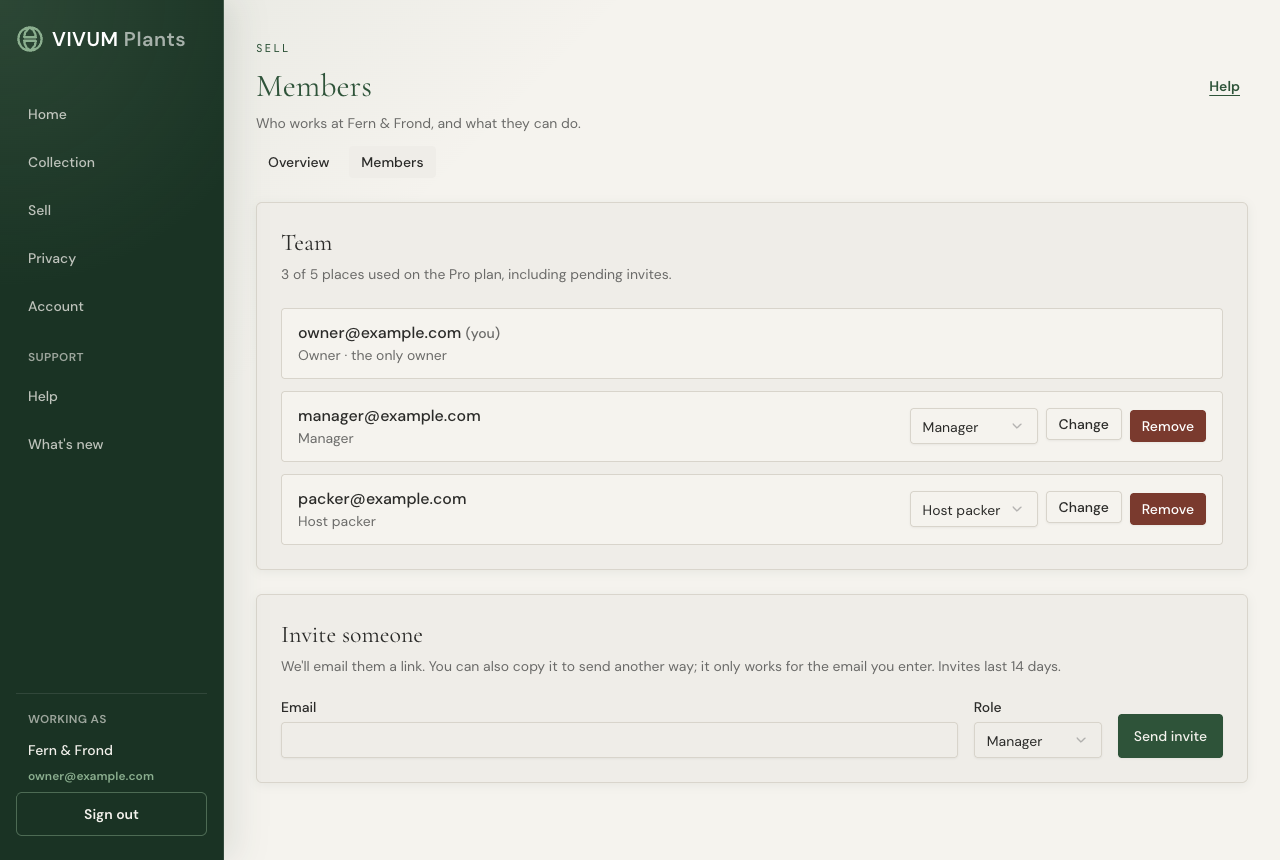 VIVUM Plants
Home
Collection
Sell
Privacy
Account
SUPPORT
Help
What's new
WORKING AS
Fern & Frond
owner@example.com
Sign out
SELL
Members
Help
Who works at Fern & Frond, and what they can do.
Overview Members
Team
3 of 5 places used on the Pro plan, including pending invites.
owner@example.com (you)
Owner · the only owner
manager@example.com
Manager
Manager Change Remove
packer@example.com
Host packer
Host packer Change Remove
Invite someone
We'll email them a link. You can also copy it to send another way; it only works for the email you enter. Invites last 14 days.
Email Role
Manager Send invite